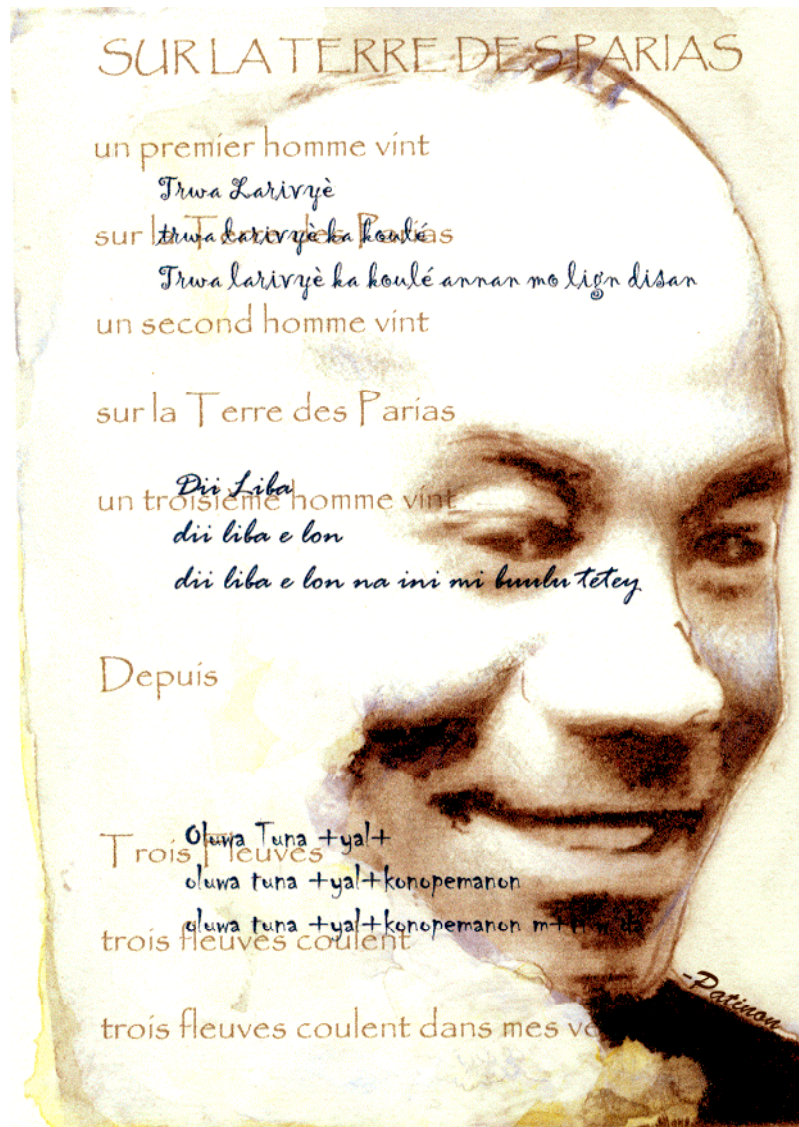 SUR LA TERRE DES PARIAS
un premier homme vint
Trwa Larivyè
sur la Terre des Parias
trwa larivyè ka koulé
Trwa larivyè ka koulé annan mo lign disan
un second homme vint
sur la Terre des Parias
Dii Liba
un troisième homme vint
dii liba e lon
dii liba e lon na ini mi buulu tetey
Depuis
Oluwa Tuna +yal+
Trois Fleuves
oluwa tuna +yal+konopemanon
oluwa tuna +yal+konopemanon
trois fleuves coulent
-Patinon
trois fleuves coulent dans mes